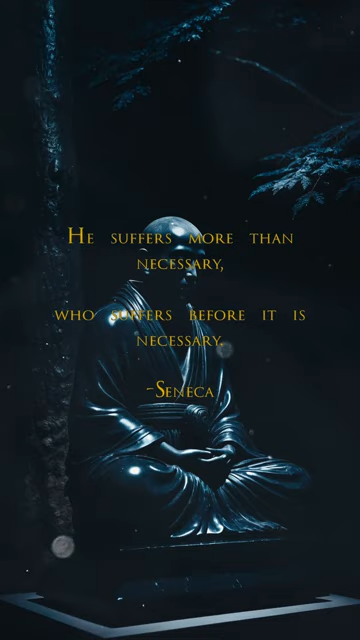 He suffers more than
necessary,
who suffers before it is
necessary.
-Seneca